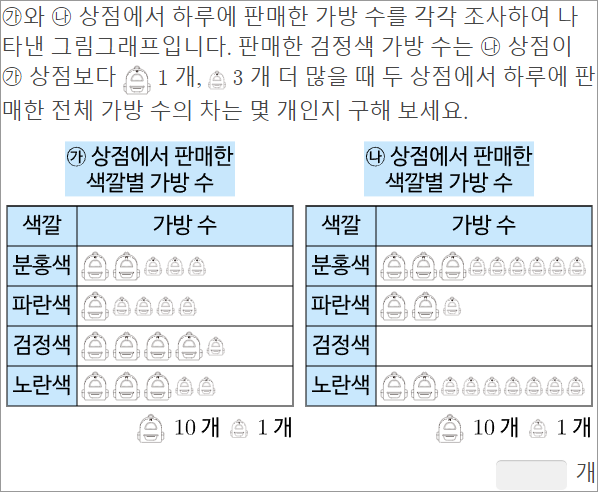 ㉮와 ㉯ 상점에서 하루에 판매한 가방 수를 각각 조사하여 나
타낸 그림그래프입니다. 판매한 검정색 가방 수는 ㉯ 상점이
㉮ 상점보다 1 개, 3 개 더 많을 때 두 상점에서 하루에 판
매한 전체 가방 수의 차는 몇 개인지 구해 보세요.
㉮ 상점에서 판매한
색깔별 가방 수
색깔 가방 수
분홍색
파란색
검정색
노란색
10 개 1 개
㉯ 상점에서 판매한
색깔별 가방 수
색깔 가방 수
분홍색
파란색
검정색
노란색
10 개 1 개
개